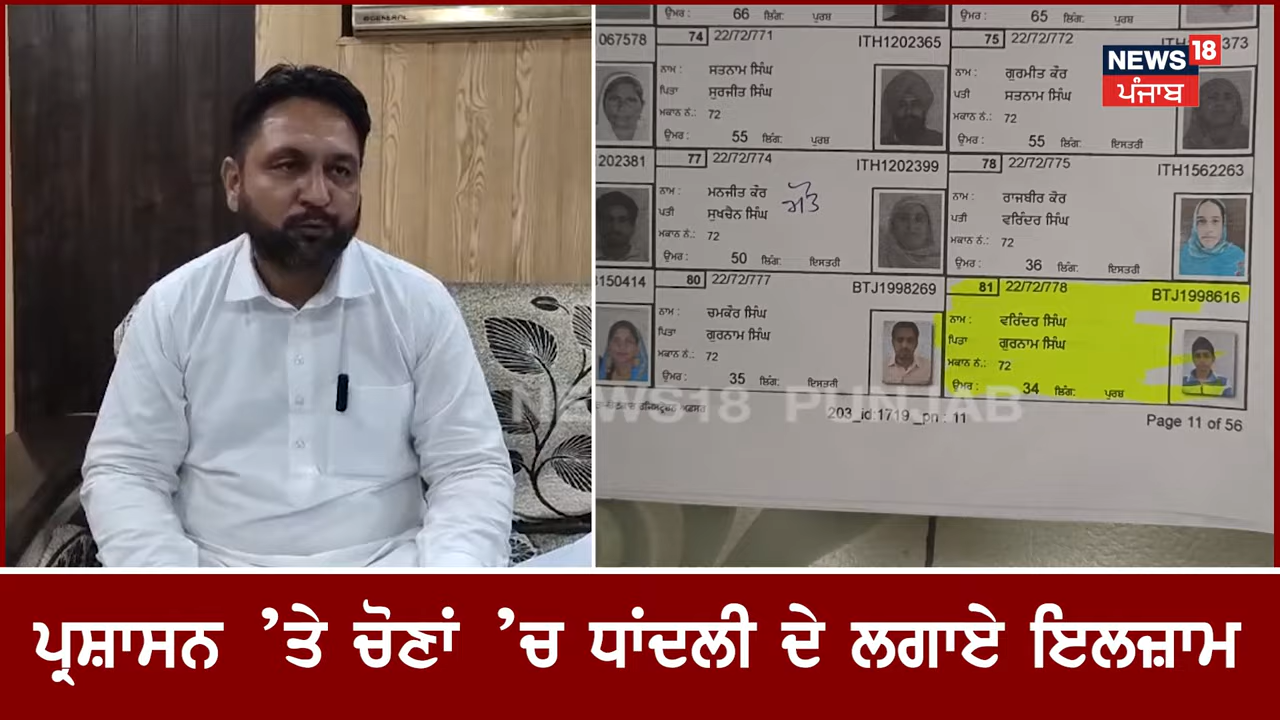 GENERAL
NEWS 18
ਪੰਜਾਬ
ਉਮਰ : 66 ਲਿੰਗ: ਪੁਰਸ਼
ਉਮਰ : 65 ਲਿੰਗ: ਪੁਰਸ਼
067578
74 22/72/771 ITH1202365
ਨਾਮ : ਸਤਨਾਮ ਸਿੰਘ
ਪਿਤਾ ਸੁਰਜੀਤ ਸਿੰਘ
ਮਕਾਨ ਨੰ.: 72
ਉਮਰ : 55 ਲਿੰਗ: ਪੁਰਸ਼
75 22/72/772 373
ਨਾਮ : ਗੁਰਮੀਤ ਕੌਰ
ਪਤੀ ਸਤਨਾਮ ਸਿੰਘ
ਮਕਾਨ ਨੰ.: 72
ਉਮਰ : 55 ਲਿੰਗ: ਇਸਤਰੀ
202381
77 22/72/774 ITH1202399
ਨਾਮ : ਮਨਜੀਤ ਕੌਰ
ਪਤੀ ਸੁਖਚੈਨ ਸਿੰਘ
ਮਕਾਨ ਨੰ.: 72
ਉਮਰ : 50 ਲਿੰਗ: ਇਸਤਰੀ
78 22/72/775 ITH1562263
ਨਾਮ : ਰਾਜਬੀਰ ਕੌਰ
ਪਤੀ ਵਰਿੰਦਰ ਸਿੰਘ
ਮਕਾਨ ਨੰ.: 72
ਉਮਰ : 36 ਲਿੰਗ: ਇਸਤਰੀ
8150414
80 22/72/777 BTJ1998269
ਨਾਮ : ਚਮਕੌਰ ਸਿੰਘ
ਪਿਤਾ ਗੁਰਨਾਮ ਸਿੰਘ
ਮਕਾਨ ਨੰ.: 72
ਉਮਰ : 35 ਲਿੰਗ: ਇਸਤਰੀ
81 22/72/778 BTJ1998616
ਨਾਮ : ਵਰਿੰਦਰ ਸਿੰਘ
ਪਿਤਾ ਗੁਰਨਾਮ ਸਿੰਘ
ਮਕਾਨ ਨੰ.: 72
ਉਮਰ : 34 ਲਿੰਗ: ਪੁਰਸ਼
NEWS18 PUNJAB
203_id:1719_pn : 11
Page 11 of 56
ਪ੍ਰਸ਼ਾਸਨ 'ਤੇ ਚੋਣਾਂ 'ਚ ਧਾਂਦਲੀ ਦੇ ਲਗਾਏ ਇਲਜ਼ਾਮ